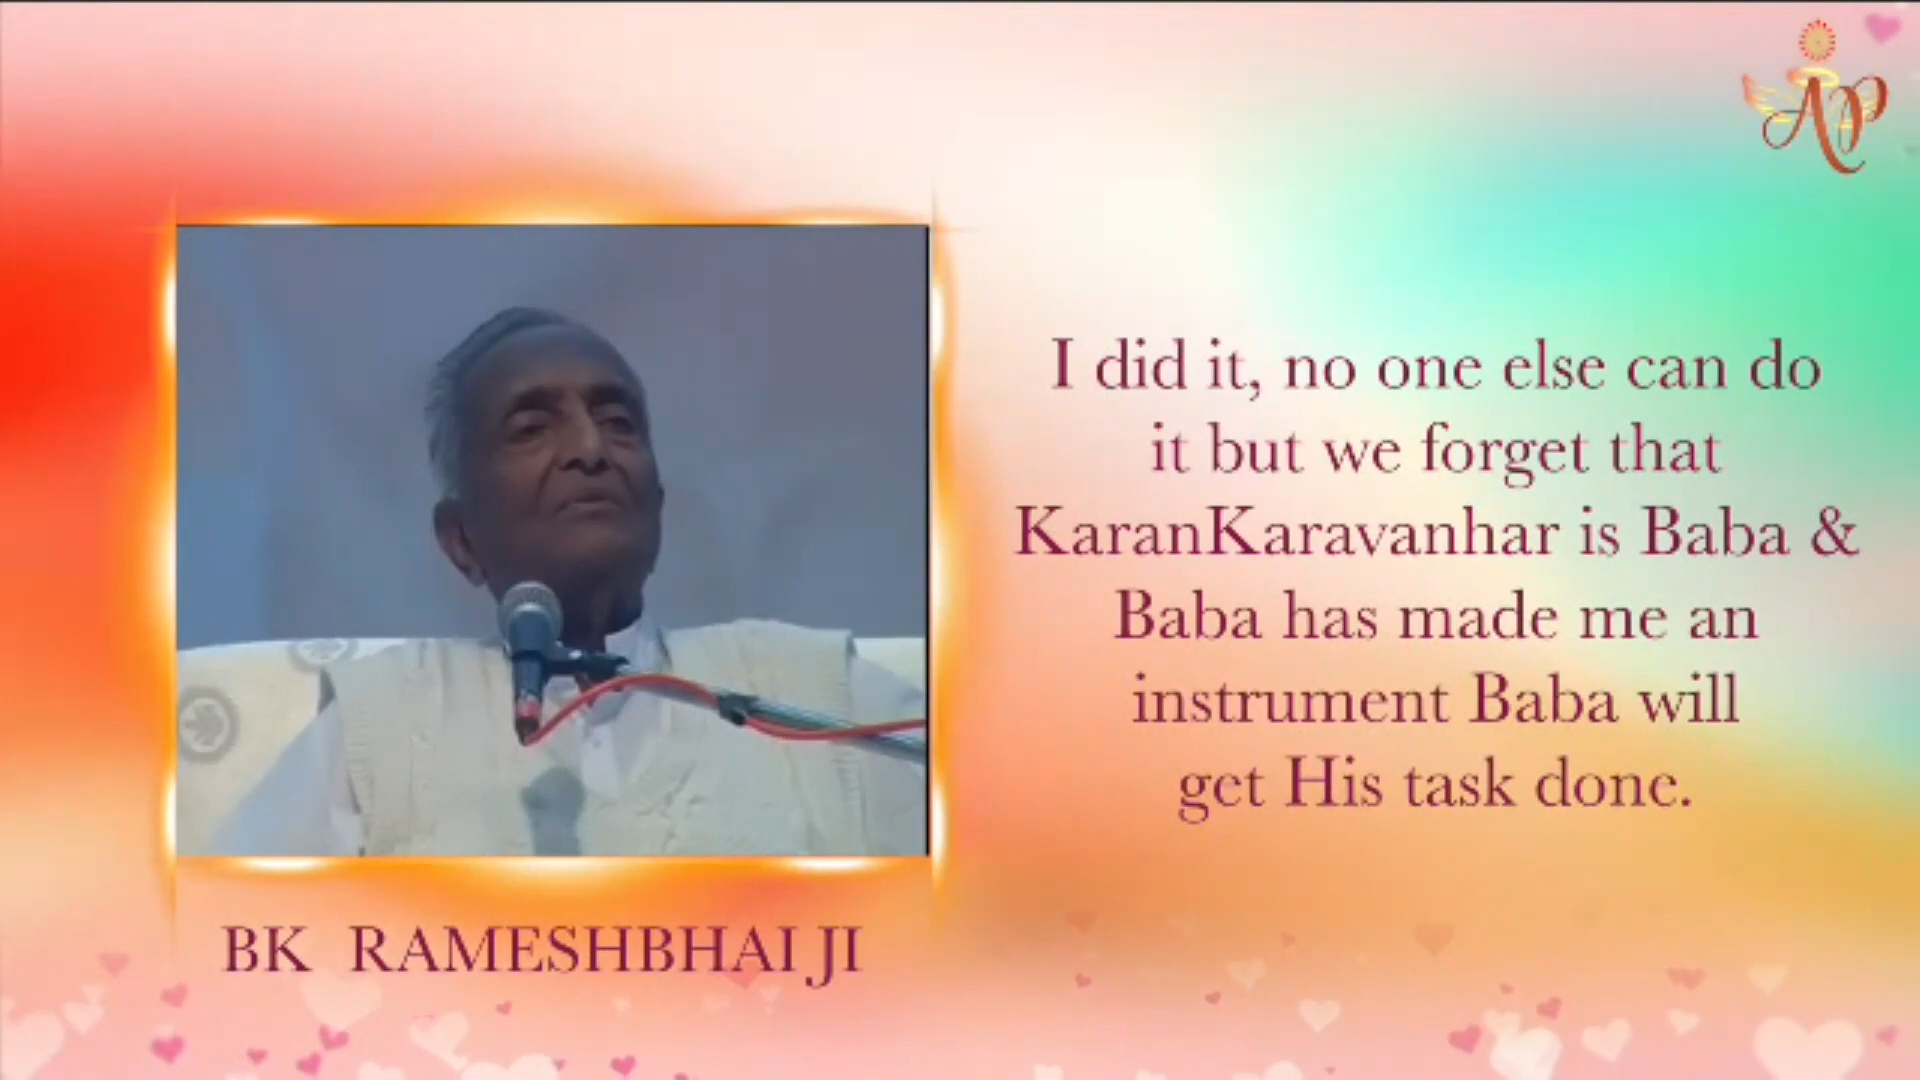 AP
I did it, no one else can do
it but we forget that
KaranKaravanhar is Baba &
Baba has made me an
instrument Baba will
get His task done.
BK RAMESHBHAI JI